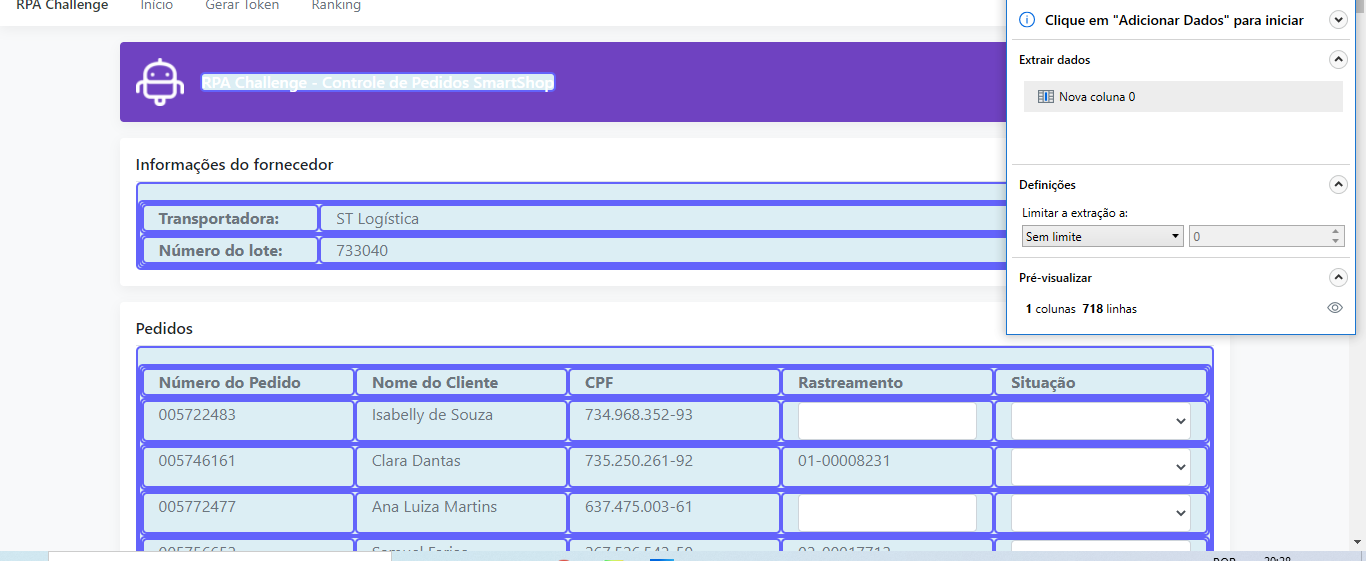 RPA Challenge Início Gerar Token Ranking
RPA Challenge - Controle de Pedidos SmartShop
Informações do fornecedor
Transportadora: ST Logística
Número do lote: 733040
Pedidos
Número do Pedido Nome do Cliente CPF Rastreamento Situação
005722483 Isabelly de Souza 734.968.352-93
005746161 Clara Dantas 735.250.261-92 01-00008231
005772477 Ana Luiza Martins 637.475.003-61
Clique em "Adicionar Dados" para iniciar
Extrair dados
Nova coluna 0
Definições
Limitar a extração a:
Sem limite 0
Pré-visualizar
1 colunas 718 linhas